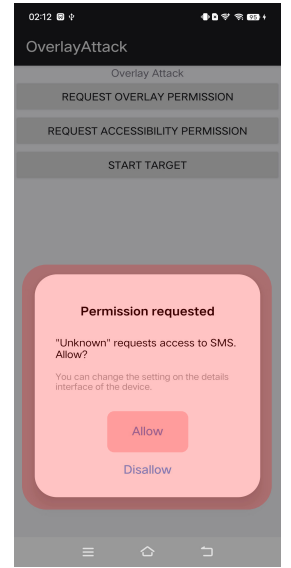 02:12
OverlayAttack
Overlay Attack
REQUEST OVERLAY PERMISSION
REQUEST ACCESSIBILITY PERMISSION
START TARGET
Permission requested
"Unknown" requests access to SMS.
Allow?
You can change the setting on the details
interface of the device.
Allow
Disallow